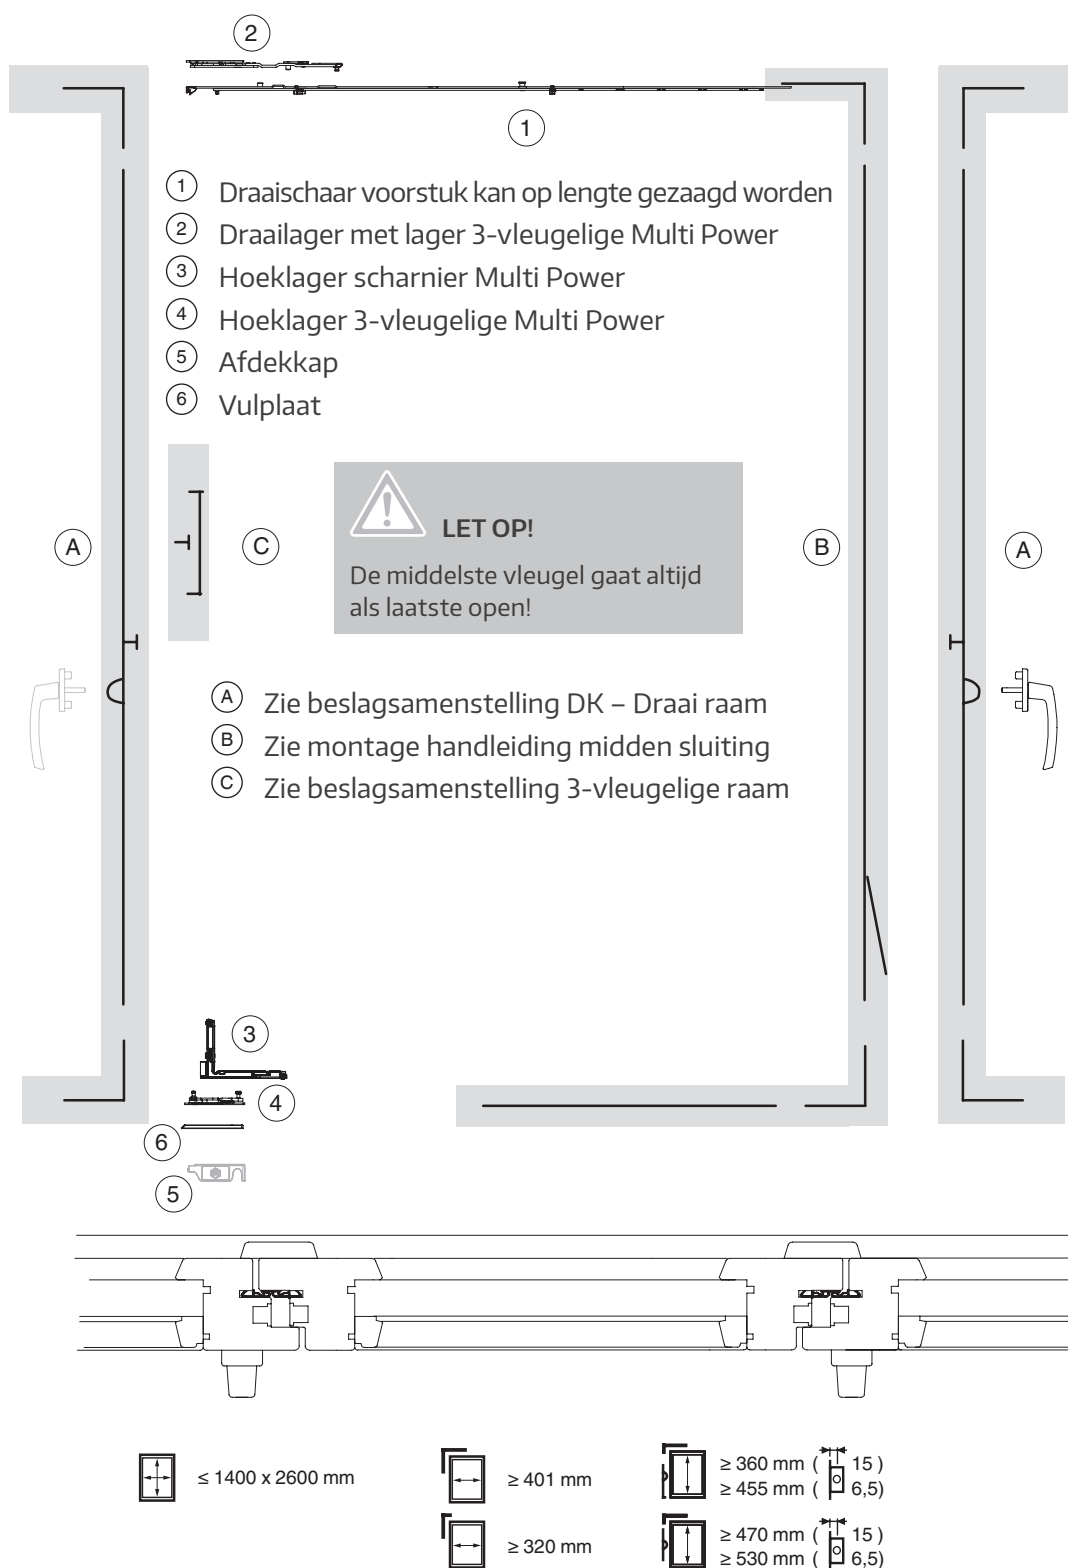 2
1
1 Draaischaar voorstuk kan op lengte gezaagd worden
2 Draailager met lager 3-vleugelige Multi Power
3 Hoeklager scharnier Multi Power
4 Hoeklager 3-vleugelige Multi Power
5 Afdekkap
6 Vulplaat
A
C
LET OP!
De middelste vleugel gaat altijd
als laatste open!
B
A
A Zie beslagsamenstelling DK – Draai raam
B Zie montage handleiding midden sluiting
C Zie beslagsamenstelling 3-vleugelige raam
3
4
6
5
≤ 1400 x 2600 mm
≥ 401 mm
≥ 360 mm ( 15 )
≥ 455 mm ( 6,5)
≥ 320 mm
≥ 470 mm ( 15 )
≥ 530 mm ( 6,5)